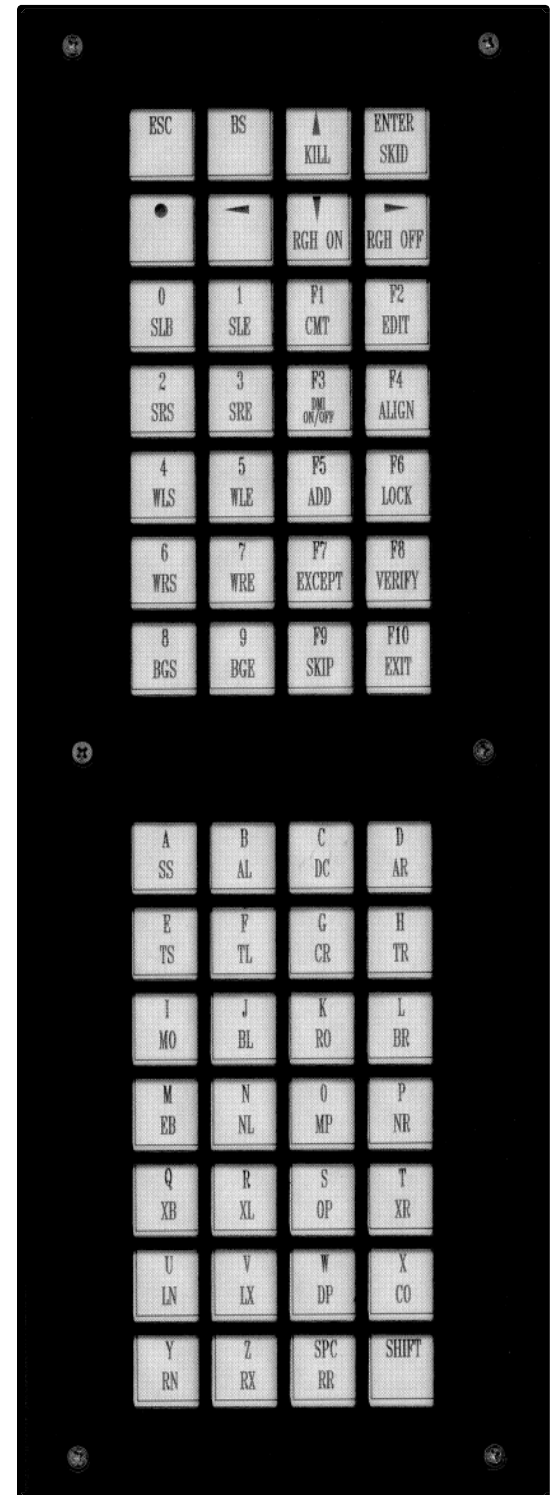 ESC BS ▲ ENTER
KILL SKID
● ◄ ▼ ►
RGH ON RGH OFF
0 1 F1 F2
SLB SLE CMT EDIT
2 3 F3 F4
SRS SRE DMI ON/OFF ALIGN
4 5 F5 F6
WLS WLE ADD LOCK
6 7 F7 F8
WRS WRE EXCEPT VERIFY
8 9 F9 F10
BGS BGE SKIP EXIT
A B C D
SS AL DC AR
E F G H
TS TL CR TR
I J K L
MO BL RO BR
M N O P
EB NL MP NR
Q R S T
XB XL OP XR
U V W X
LN LX DP CO
Y Z SPC SHIFT
RN RX RR